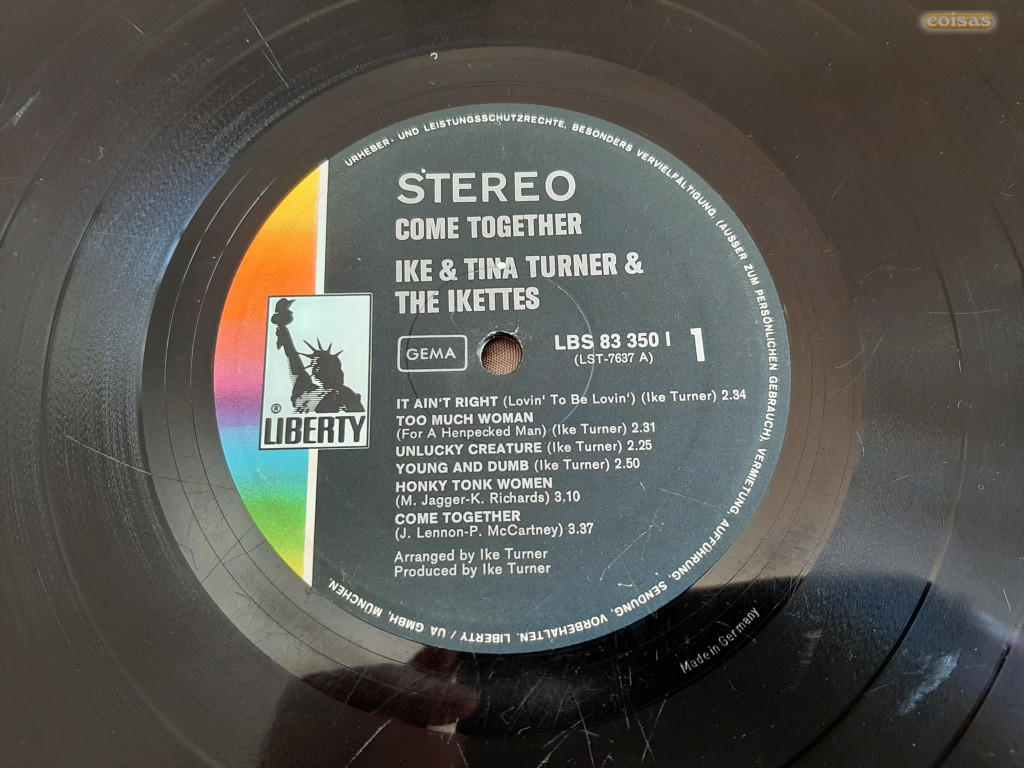 coisas
URHEBER- UND LEISTUNGSSCHUTZRECHTE, BESONDERS VERVIELFÄLTIGUNG, (AUSSER ZUM PERSÖNLICHEN GEBRAUCH), VERMIETUNG, AUFFÜHRUNG, SENDUNG, VORBEHALTEN. LIBERTY / UA GMBH, MÜNCHEN.
STEREO
COME TOGETHER
IKE & TINA TURNER &
THE IKETTES
GEMA
LBS 83 350 I
1
(LST-7637 A)
® LIBERTY
IT AIN'T RIGHT (Lovin' To Be Lovin') (Ike Turner) 2.34
TOO MUCH WOMAN
(For A Henpecked Man) (Ike Turner) 2.31
UNLUCKY CREATURE (Ike Turner) 2.25
YOUNG AND DUMB (Ike Turner) 2.50
HONKY TONK WOMEN
(M. Jagger-K. Richards) 3.10
COME TOGETHER
(J. Lennon-P. McCartney) 3.37
Arranged by Ike Turner
Produced by Ike Turner
Made in Germany